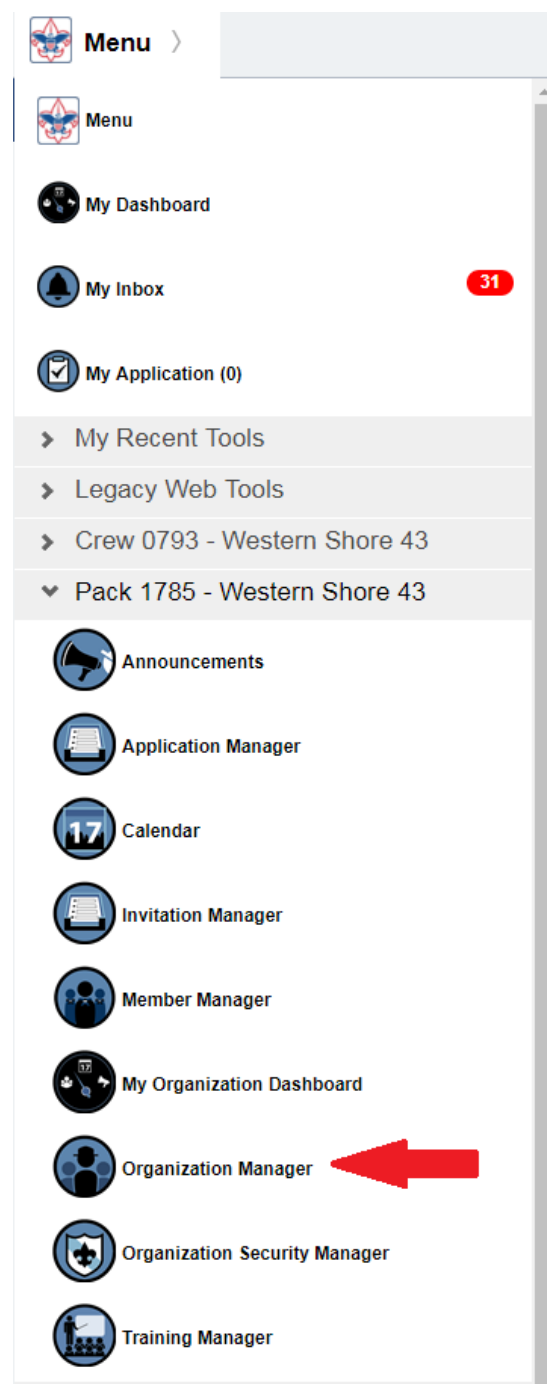 Menu
Menu
My Dashboard
My Inbox
31
My Application (0)
My Recent Tools
Legacy Web Tools
Crew 0793 - Western Shore 43
Pack 1785 - Western Shore 43
Announcements
Application Manager
17
Calendar
Invitation Manager
Member Manager
17
My Organization Dashboard
Organization Manager
Organization Security Manager
Training Manager